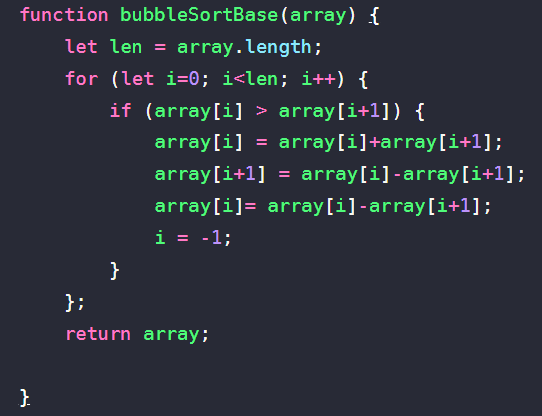 function bubbleSortBase(array) {
    let len = array.length;
    for (let i=0; i<len; i++) {
        if (array[i] > array[i+1]) {
            array[i] = array[i]+array[i+1];
            array[i+1] = array[i]-array[i+1];
            array[i]= array[i]-array[i+1];
            i = -1;
        }
    };
    return array;

}